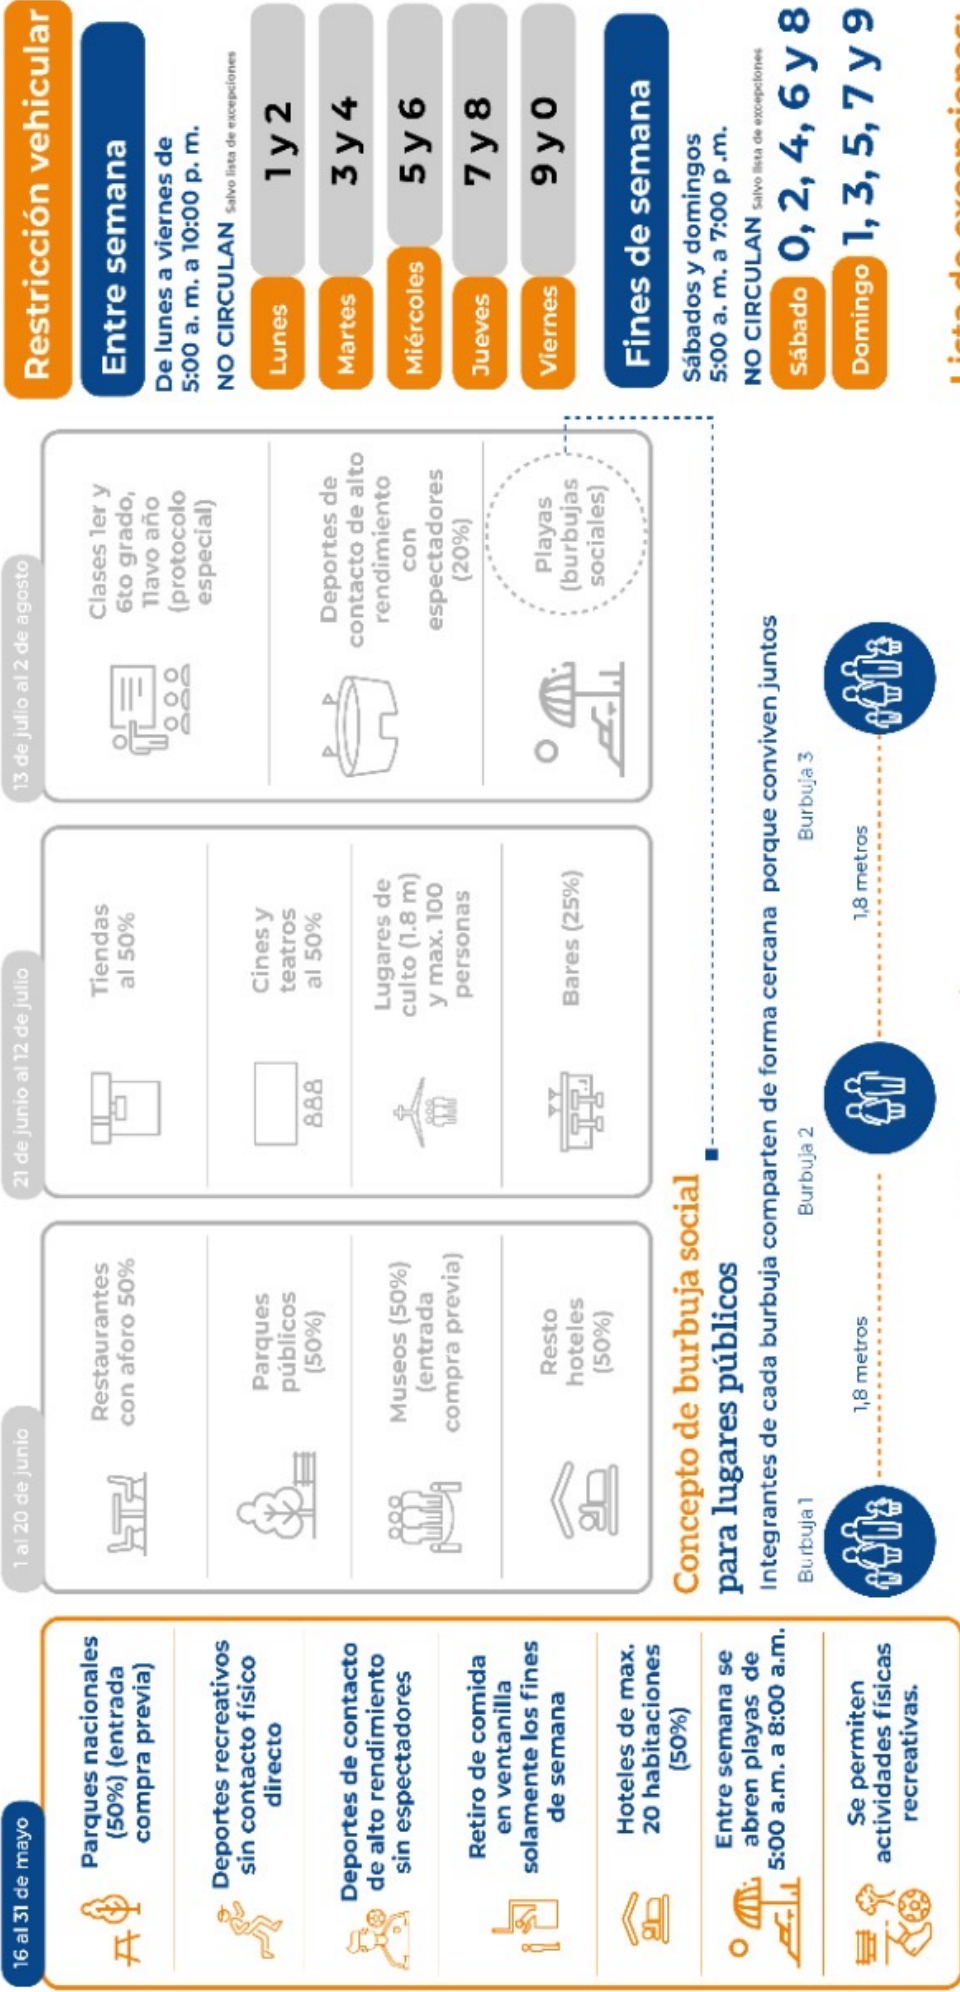 16 al 31 de mayo
Parques nacionales
(50%) (entrada
compra previa)
Deportes recreativos
sin contacto físico
directo
Deportes de contacto
de alto rendimiento
sin espectadores
Retiro de comida
en ventanilla
solamente los fines
de semana
Hoteles de max.
20 habitaciones
(50%)
Entre semana se
abren playas de
5:00 a.m. a 8:00 a.m.
Se permiten
actividades físicas
recreativas.
1 al 20 de junio
Restaurantes
con aforo 50%
Parques
públicos
(50%)
Museos (50%)
(entrada
compra previa)
Resto
hoteles
(50%)
21 de junio al 12 de julio
Tiendas
al 50%
Cines y
teatros
al 50%
Lugares de
culto (1.8 m)
y max. 100
personas
Bares (25%)
13 de julio al 2 de agosto
Clases 1er y
6to grado,
11avo año
(protocolo
especial)
Deportes de
contacto de alto
rendimiento
con
espectadores
(20%)
Playas
(burbujas
sociales)
Concepto de burbuja social
para lugares públicos
Integrantes de cada burbuja comparten de forma cercana porque conviven juntos
Burbuja 1
1,8 metros
Burbuja 2
1,8 metros
Burbuja 3
Restricción vehicular
Entre semana
De lunes a viernes de
5:00 a. m. a 10:00 p. m.
NO CIRCULAN Salvo lista de excepciones
Lunes 1 y 2
Martes 3 y 4
Miércoles 5 y 6
Jueves 7 y 8
Viernes 9 y 0
Fines de semana
Sábados y domingos
5:00 a. m. a 7:00 p .m.
NO CIRCULAN Salvo lista de excepciones
Sábado 0, 2, 4, 6 y 8
Domingo 1, 3, 5, 7 y 9
Lista de excepciones: